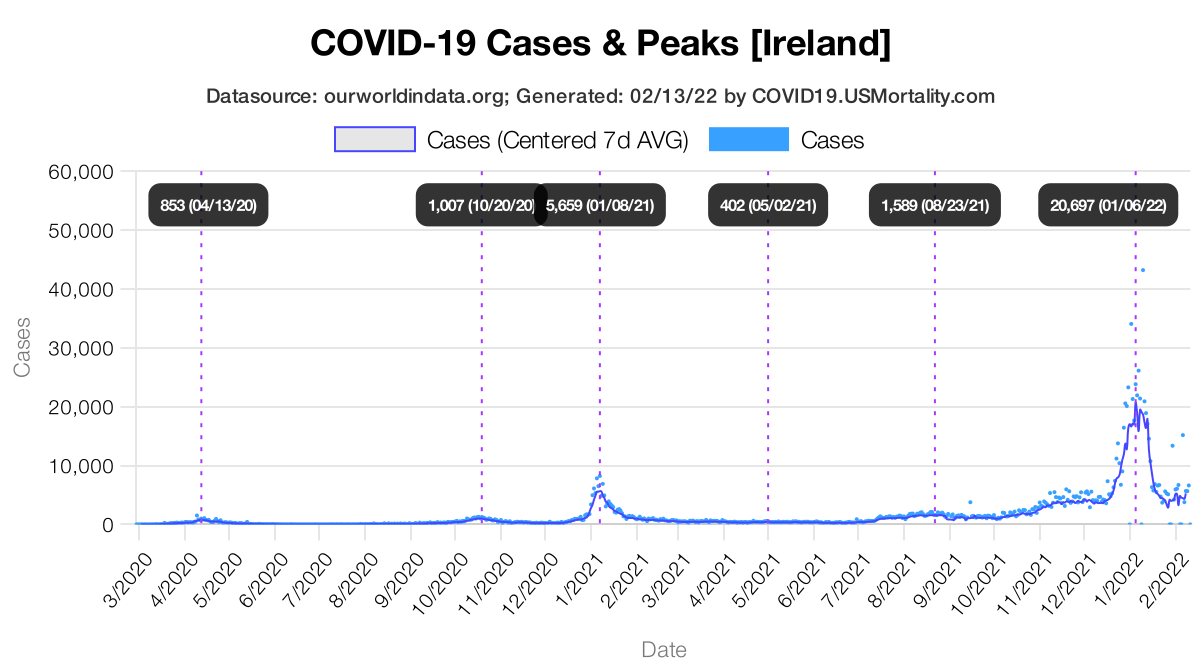 COVID-19 Cases & Peaks [Ireland]
Datasource: ourworldindata.org; Generated: 02/13/22 by COVID19.USMortality.com
Cases (Centered 7d AVG) Cases
60,000
853 (04/13/20) 1,007 (10/20/20) 5,659 (01/08/21) 402 (05/02/21) 1,589 (08/23/21) 20,697 (01/06/22)
50,000
40,000
30,000
20,000
10,000
0
Cases
3/2020 4/2020 5/2020 6/2020 7/2020 8/2020 9/2020 10/2020 11/2020 12/2020 1/2021 2/2021 3/2021 4/2021 5/2021 6/2021 7/2021 8/2021 9/2021 10/2021 11/2021 12/2021 1/2022 2/2022
Date